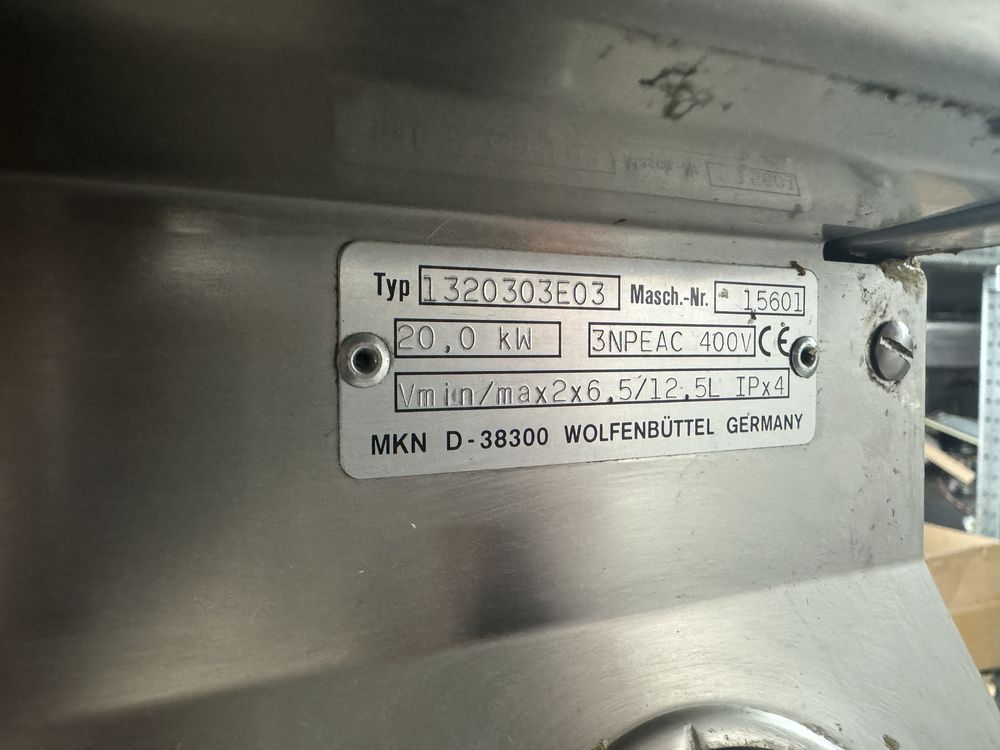 Typ 1320303E03 Masch.-Nr. 15601
20,0 kW 3NPEAC 400V CE
Vmin/max2x6,5/12,5L IPx4
MKN D-38300 WOLFENBÜTTEL GERMANY